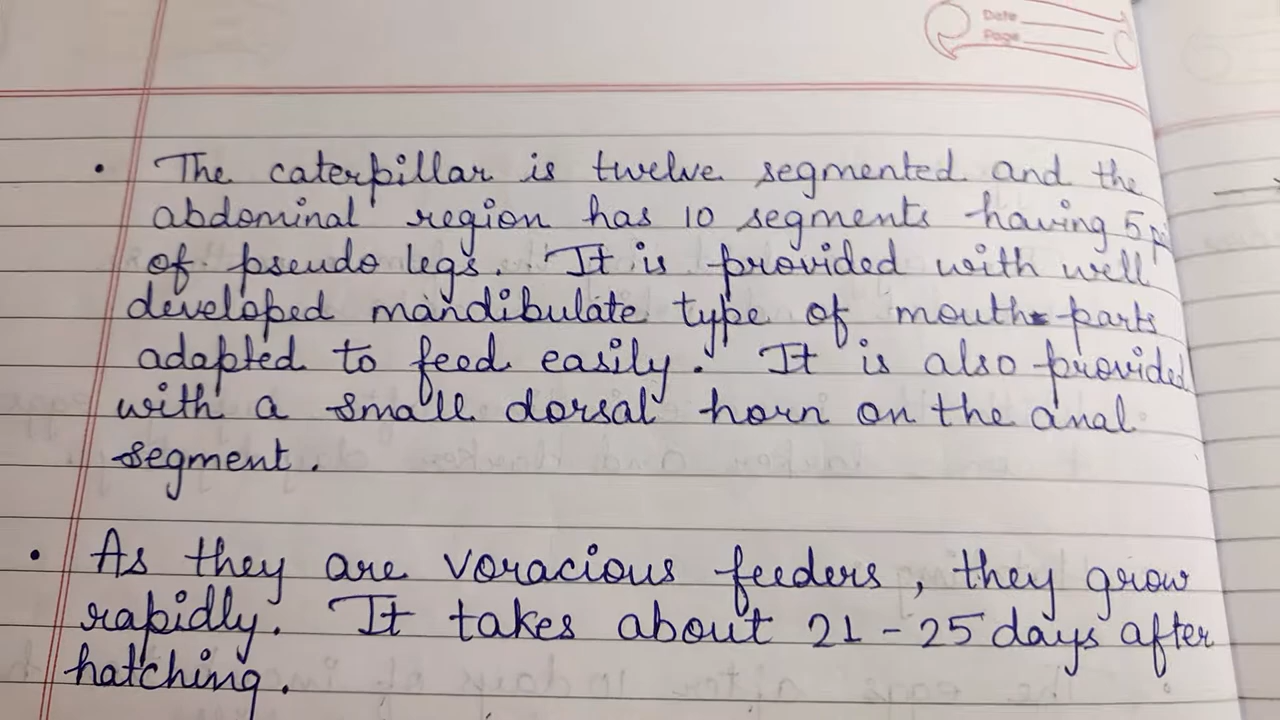 Date
Page
• The caterpillar is twelve segmented and the
abdominal region has 10 segments having 5
of pseudo legs. It is provided with well
developed mandibulate type of mouth parts
adapted to feed easily. It is also provided
with a small dorsal horn on the anal
segment.
• As they are voracious feeders, they grow
rapidly. It takes about 21-25 days after
hatching.